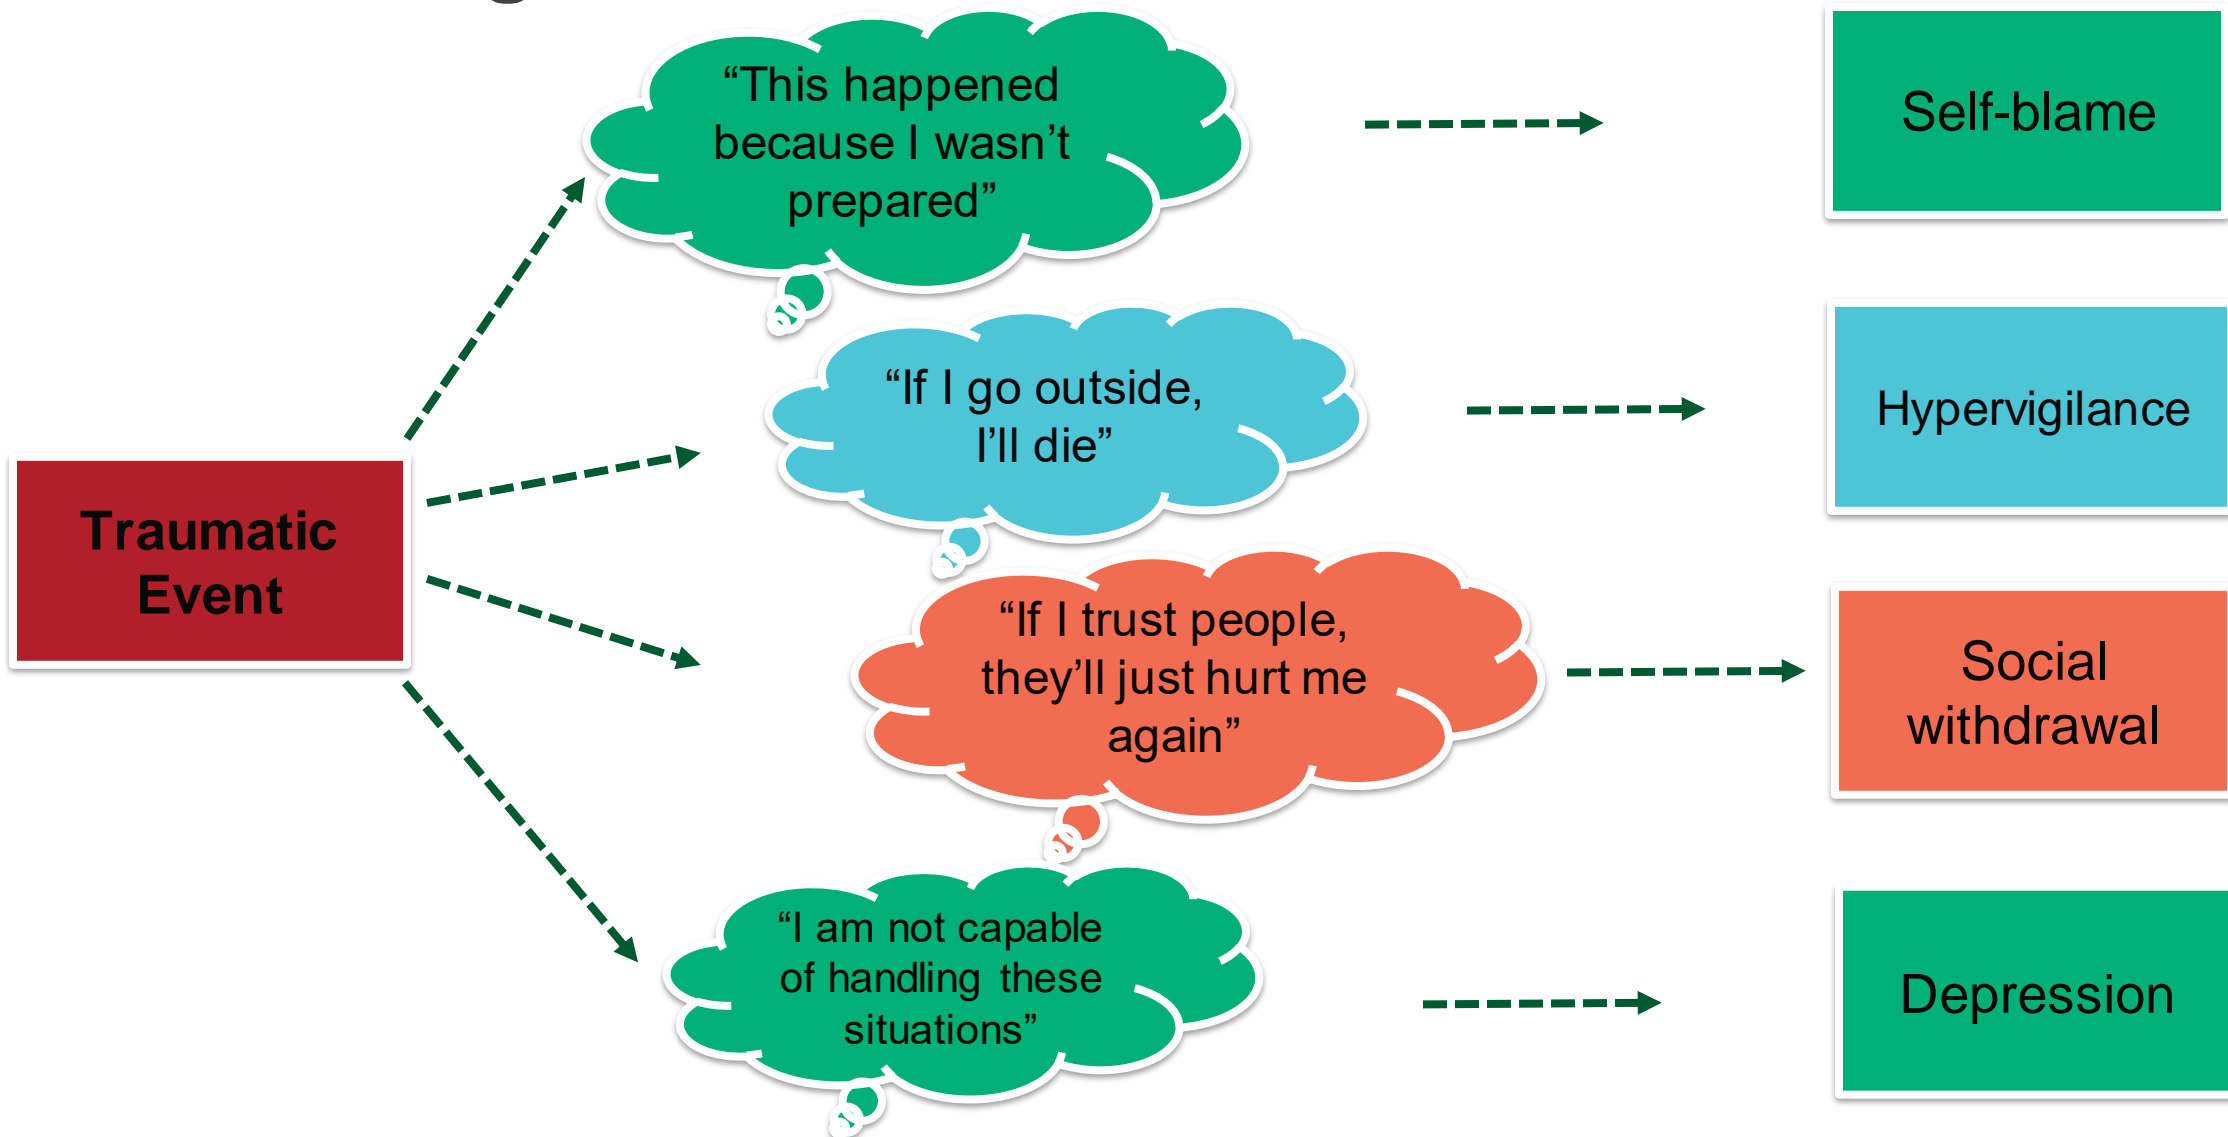 “This happened
because I wasn’t
prepared”
Self-blame
“If I go outside,
I’ll die”
Hypervigilance
Traumatic
Event
“If I trust people,
they’ll just hurt me
again”
Social
withdrawal
“I am not capable
of handling these
situations”
Depression